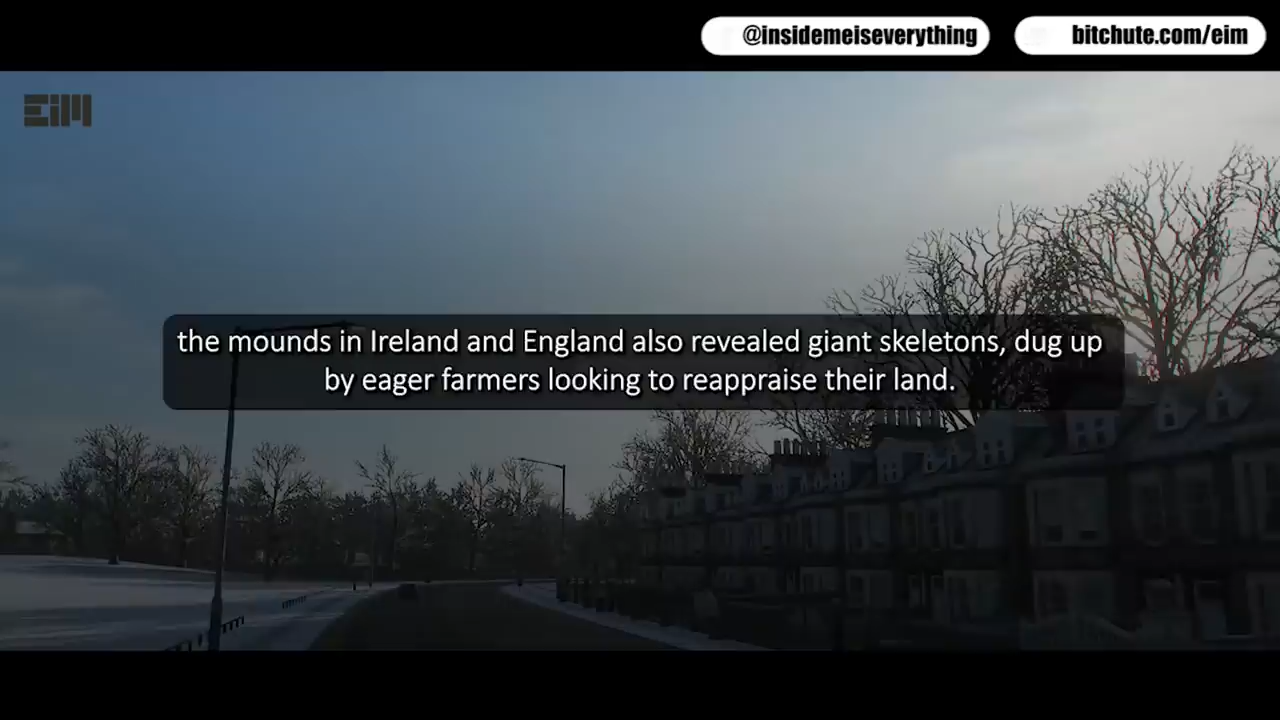 @insidemeiseverything
bitchute.com/eim
EiM
the mounds in Ireland and England also revealed giant skeletons, dug up
by eager farmers looking to reappraise their land.